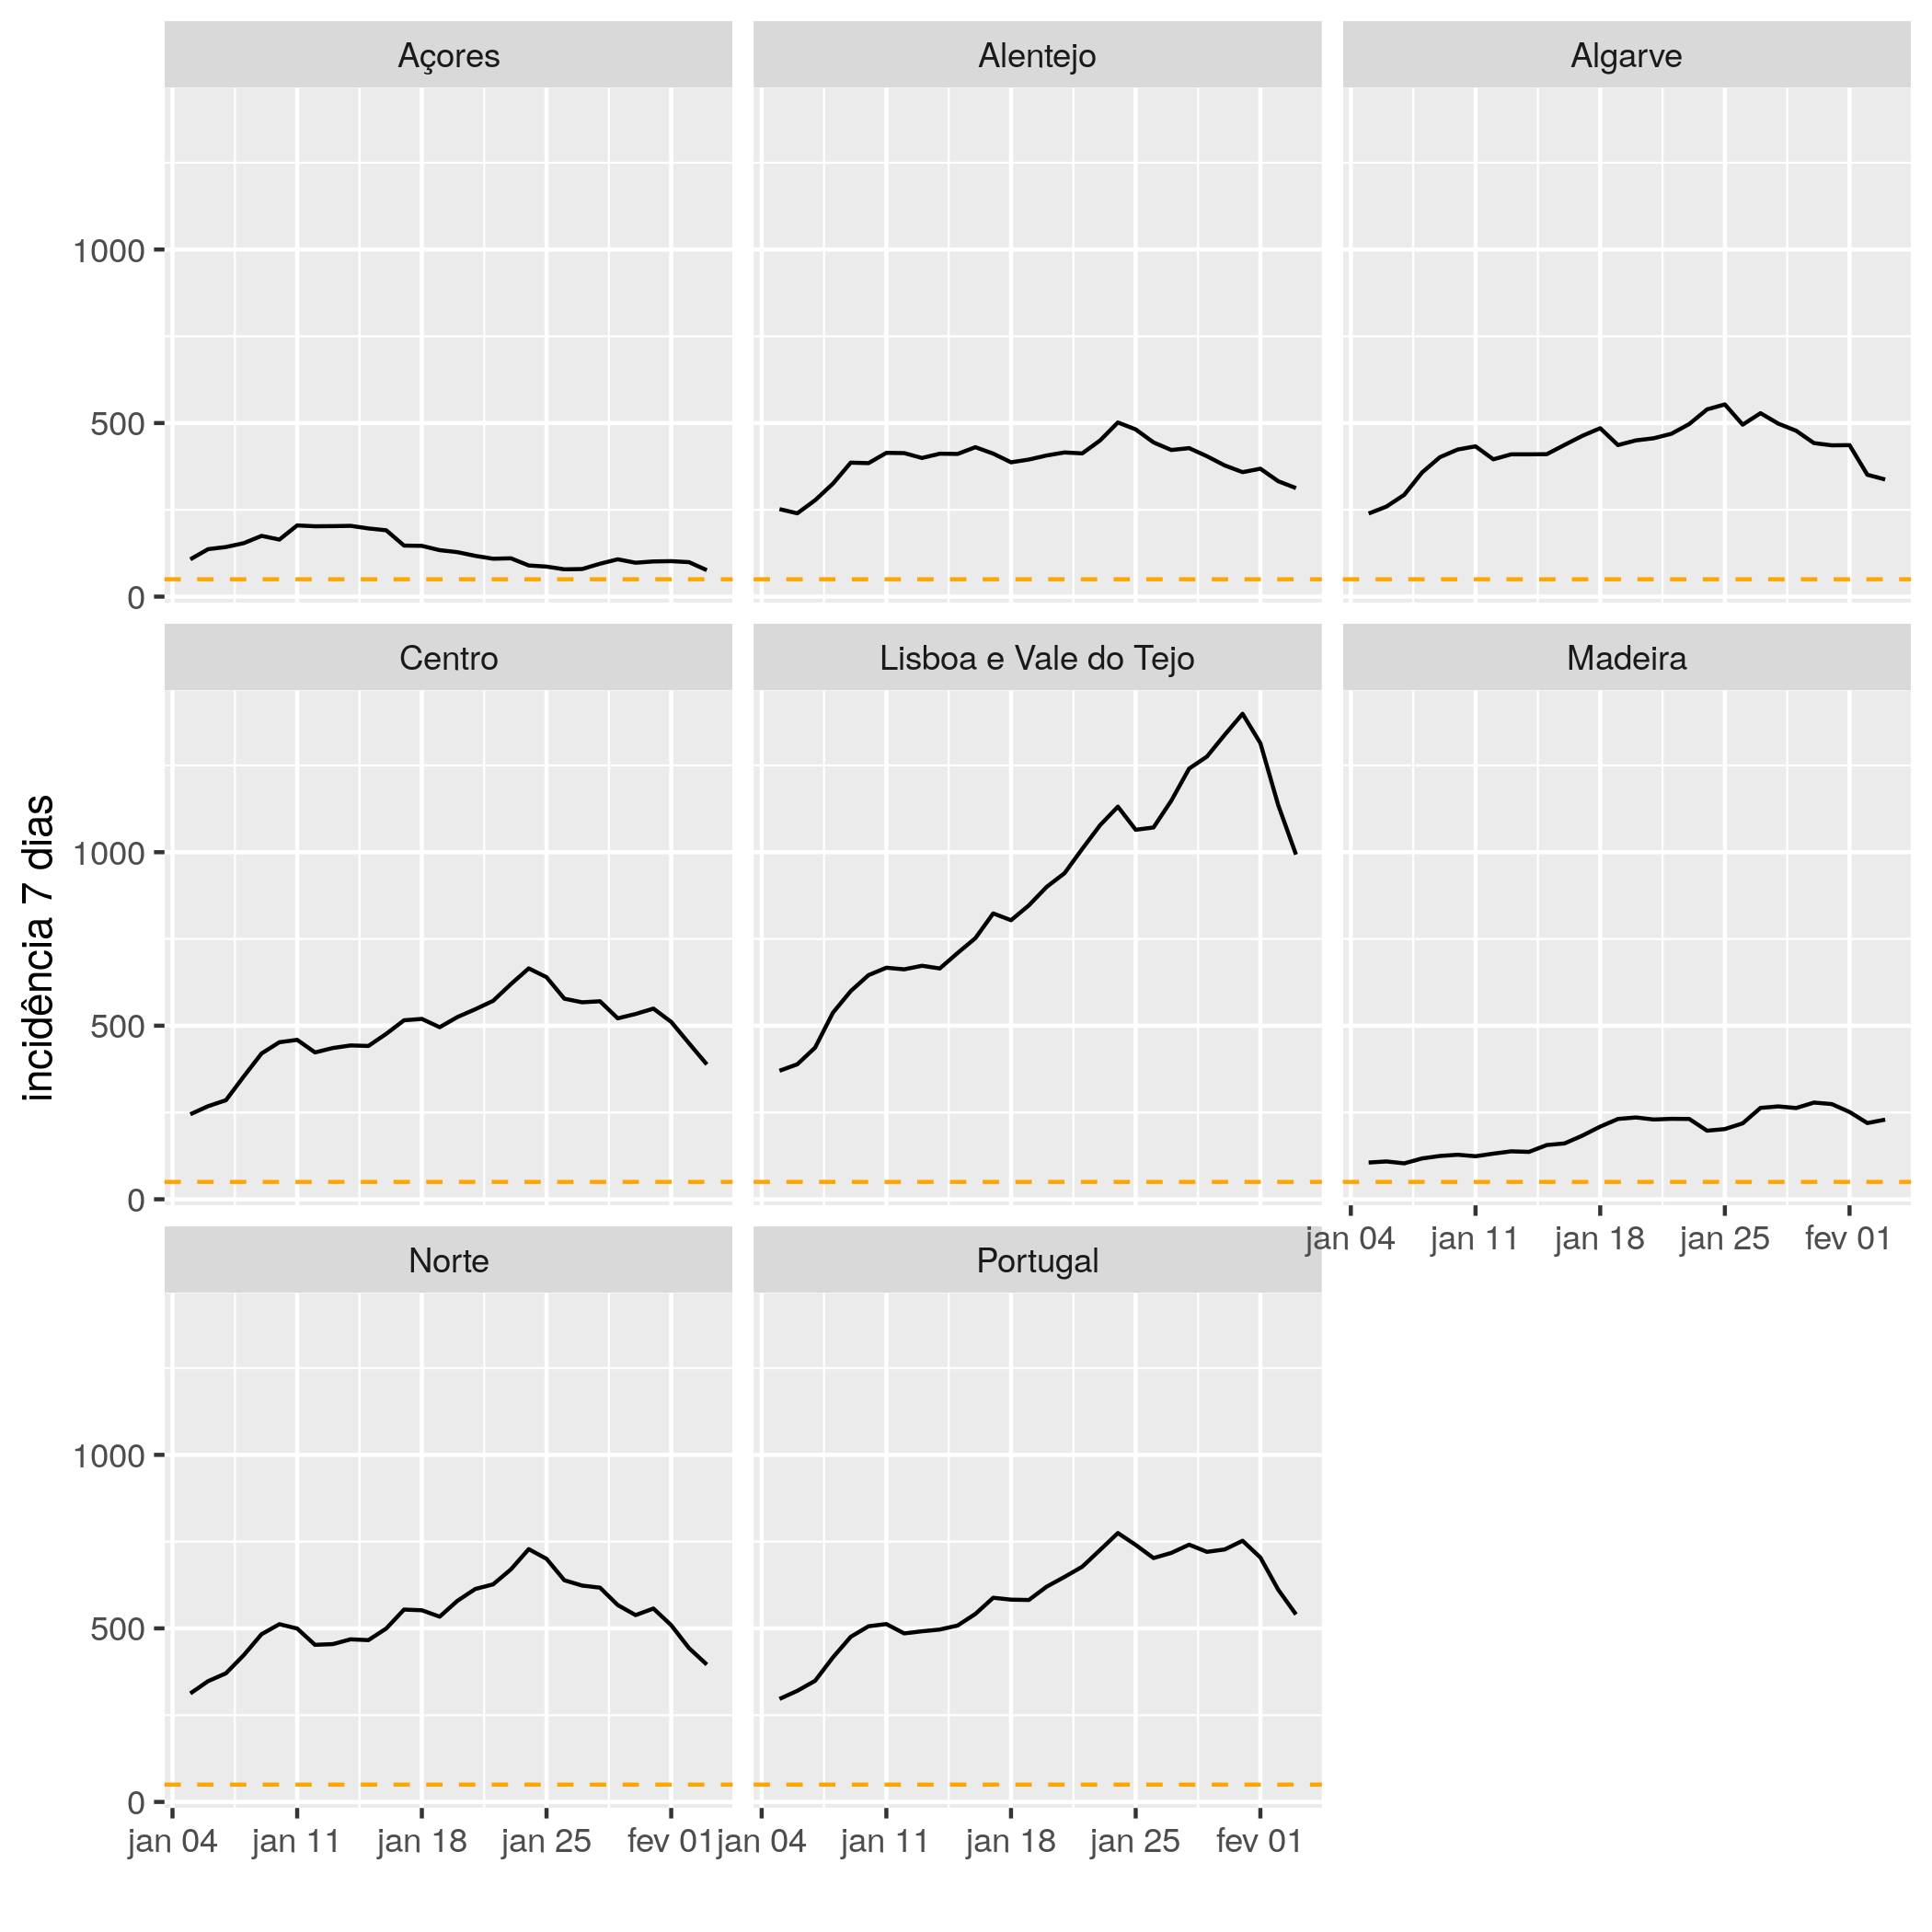 Açores Alentejo Algarve
1000
500
0
Centro Lisboa e Vale do Tejo Madeira
incidência 7 dias
1000
500
0
jan 04 jan 11 jan 18 jan 25 fev 01
Norte Portugal
1000
500
0
jan 04 jan 11 jan 18 jan 25 fev 01 jan 04 jan 11 jan 18 jan 25 fev 01